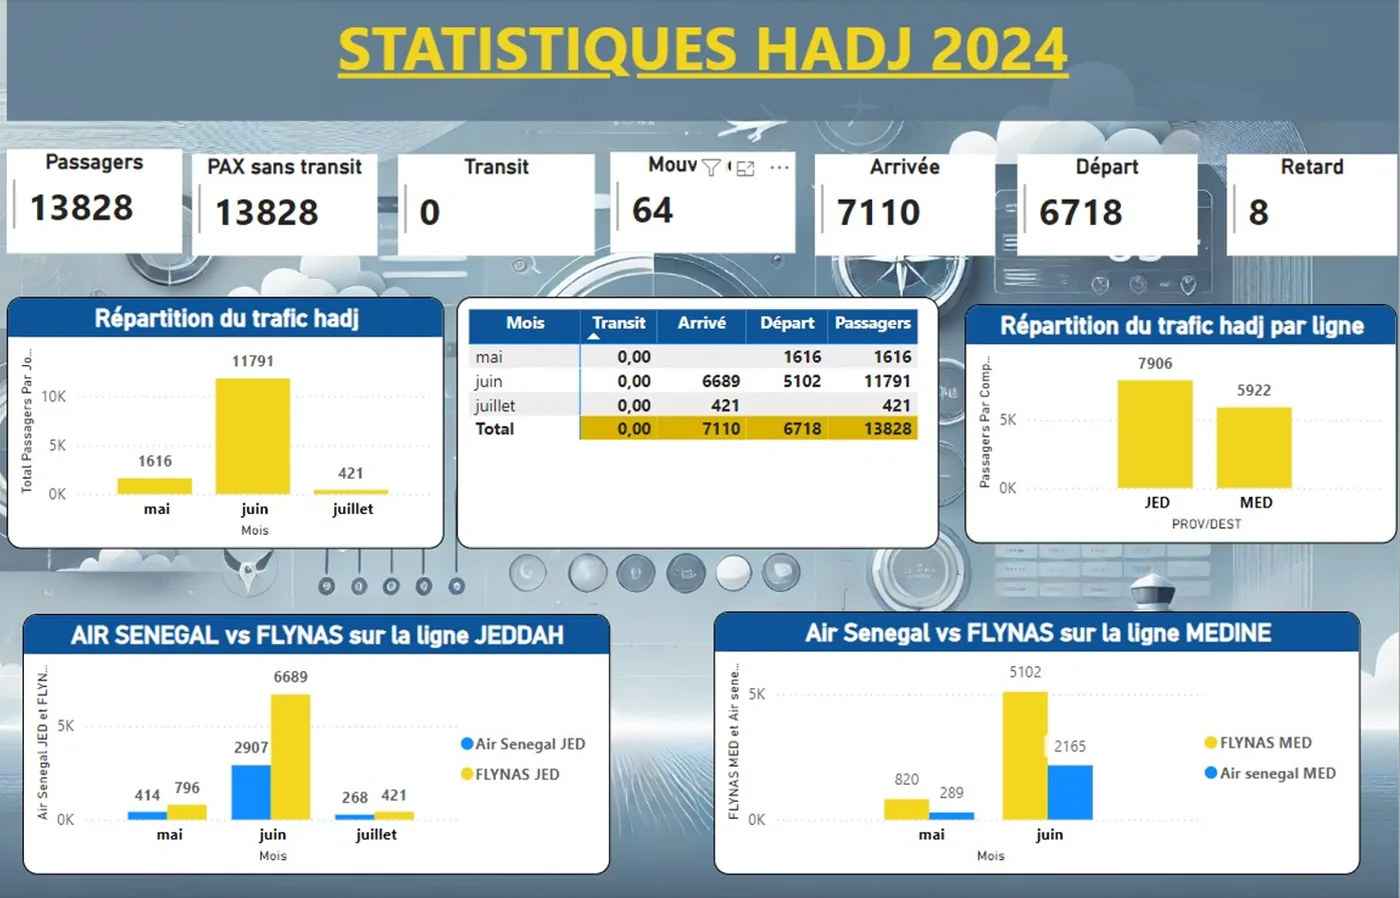 STATISTIQUES HADJ 2024
Passagers
13828
PAX sans transit
13828
Transit
0
Mouv
64
Arrivée
7110
Départ
6718
Retard
8
Répartition du trafic hadj
Total Passagers Par Jo...
10K
5K
0K
1616
11791
421
mai
juin
juillet
Mois
Mois Transit Arrivé Départ Passagers
mai 0,00 1616 1616
juin 0,00 6689 5102 11791
juillet 0,00 421 421
Total 0,00 7110 6718 13828
Répartition du trafic hadj par ligne
Passagers Par Comp...
5K
0K
7906
5922
JED
MED
PROV/DEST
AIR SENEGAL vs FLYNAS sur la ligne JEDDAH
Air Senegal JED et FLYN...
5K
0K
414
796
2907
6689
268
421
mai
juin
juillet
Mois
Air Senegal JED
FLYNAS JED
Air Senegal vs FLYNAS sur la ligne MEDINE
FLYNAS MED et Air sene...
5K
0K
820
289
5102
2165
mai
juin
Mois
FLYNAS MED
Air senegal MED